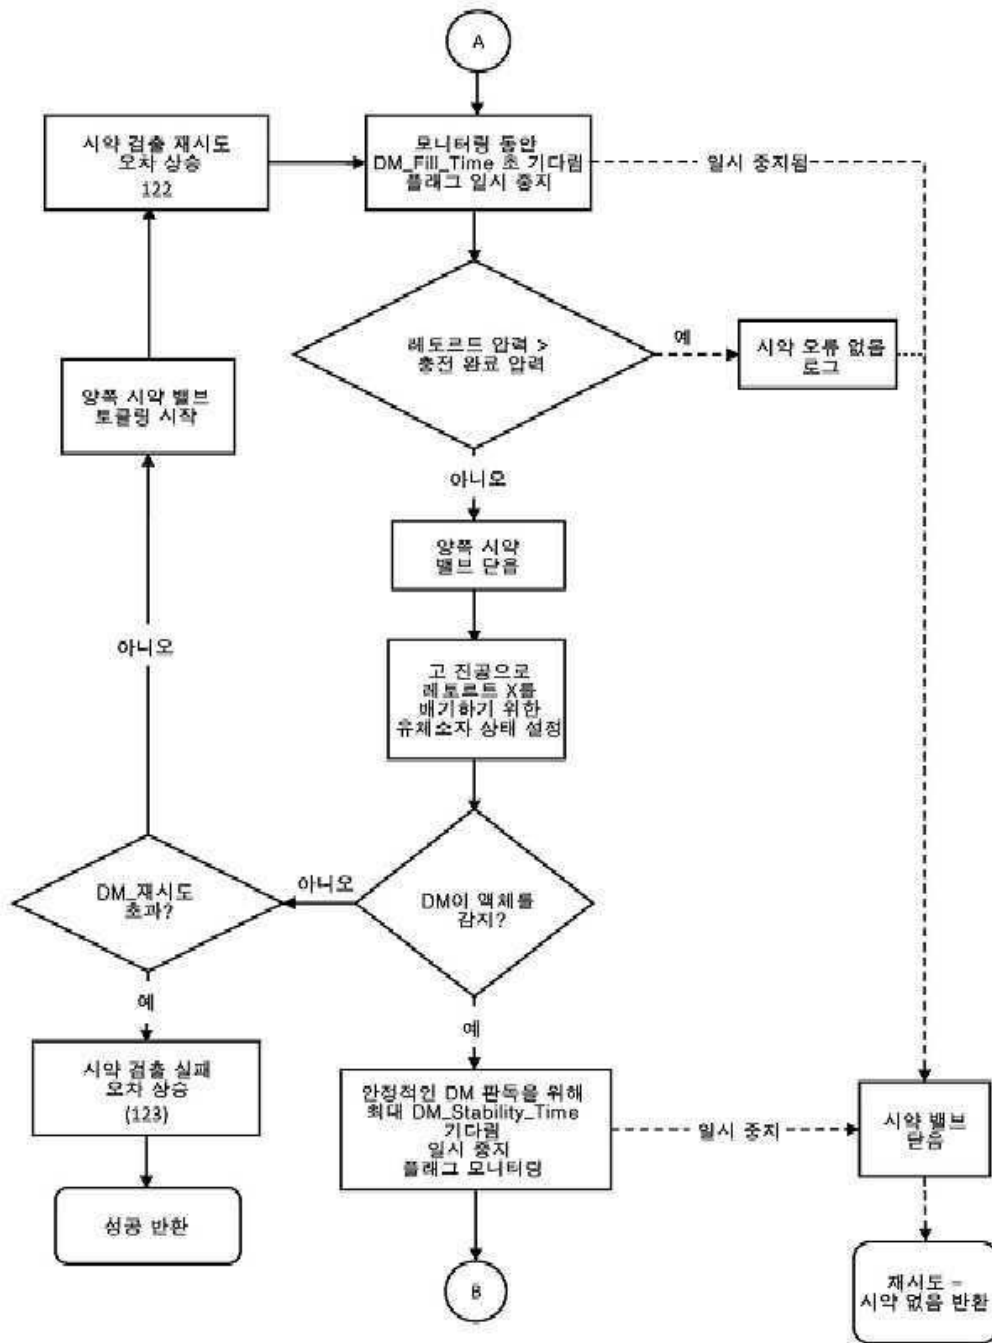 A
시약 검출 재시도
오차 상승
122
모니터링 동안
DM_Fill_Time 초 기다림
플래그 일시 중지
일시 중지됨
레토르트 압력 >
충전 완료 압력
예
시약 오류 없음
로그
양쪽 시약 밸브
토글링 시작
아니오
양쪽 시약
밸브 닫음
아니오
고 진공으로
레토르트 X를
배기하기 위한
유체소자 상태 설정
DM_재시도
초과?
아니오
DM이 액체를
감지?
예
예
시약 검출 실패
오차 상승
(123)
안정적인 DM 판독을 위해
최대 DM_Stability_Time
기다림
일시 중지
플래그 모니터링
일시 중지
시약 밸브
닫음
성공 반환
B
재시도 –
시약 없음 반환